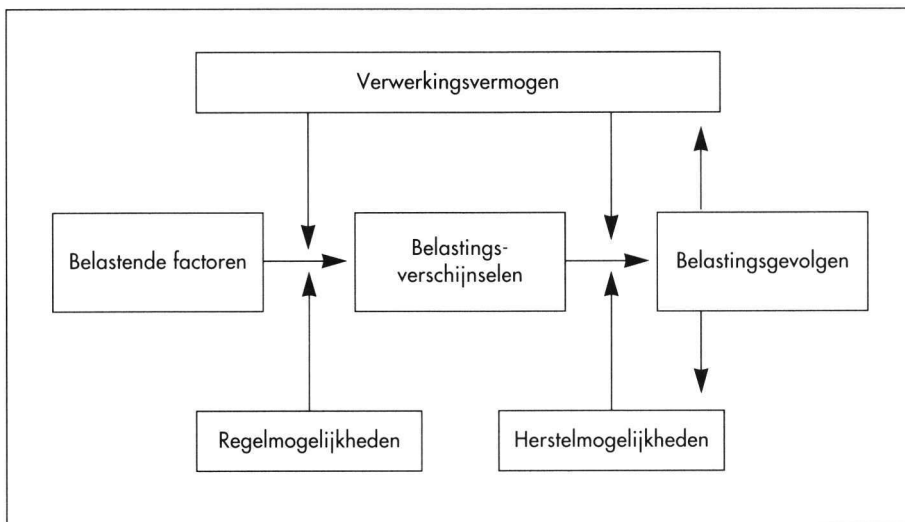 Verwerkingsvermogen
Belastende factoren
Belastings-
verschijnselen
Belastingsgevolgen
Regelmogelijkheden
Herstelmogelijkheden